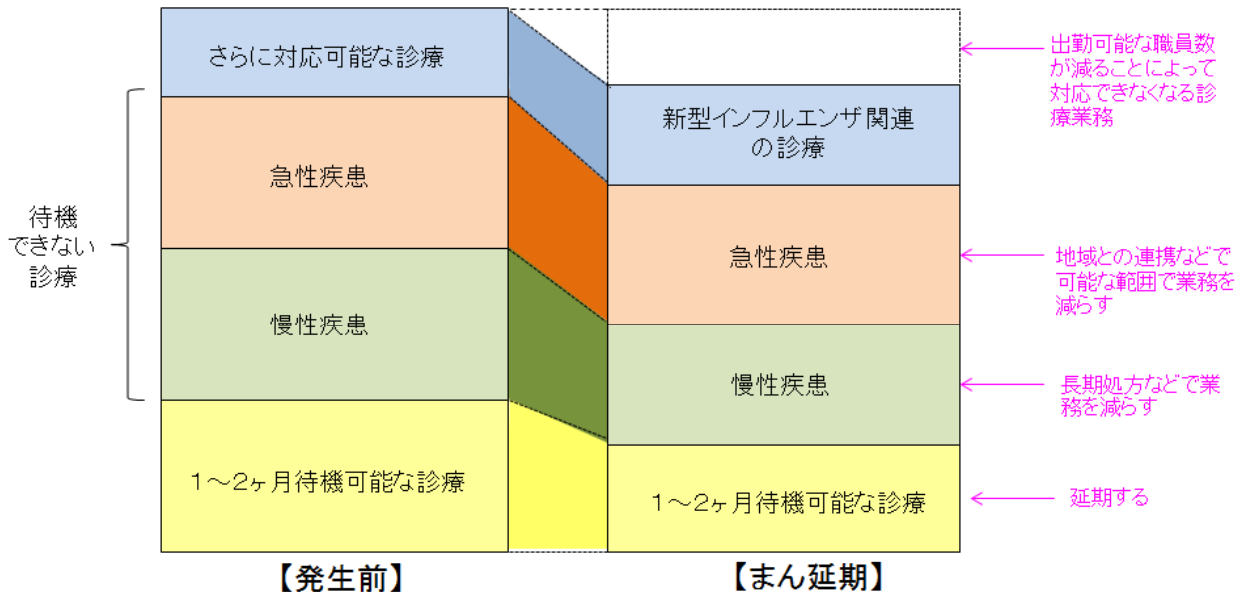 さらに対応可能な診療
急性疾患
慢性疾患
1～2ヶ月待機可能な診療
待機
できない
診療
【発生前】
新型インフルエンザ関連
の診療
急性疾患
慢性疾患
1～2ヶ月待機可能な診療
【まん延期】
出勤可能な職員数
が減ることによって
対応できなくなる診
療業務
地域との連携などで
可能な範囲で業務を
減らす
長期処方などで業
務を減らす
延期する